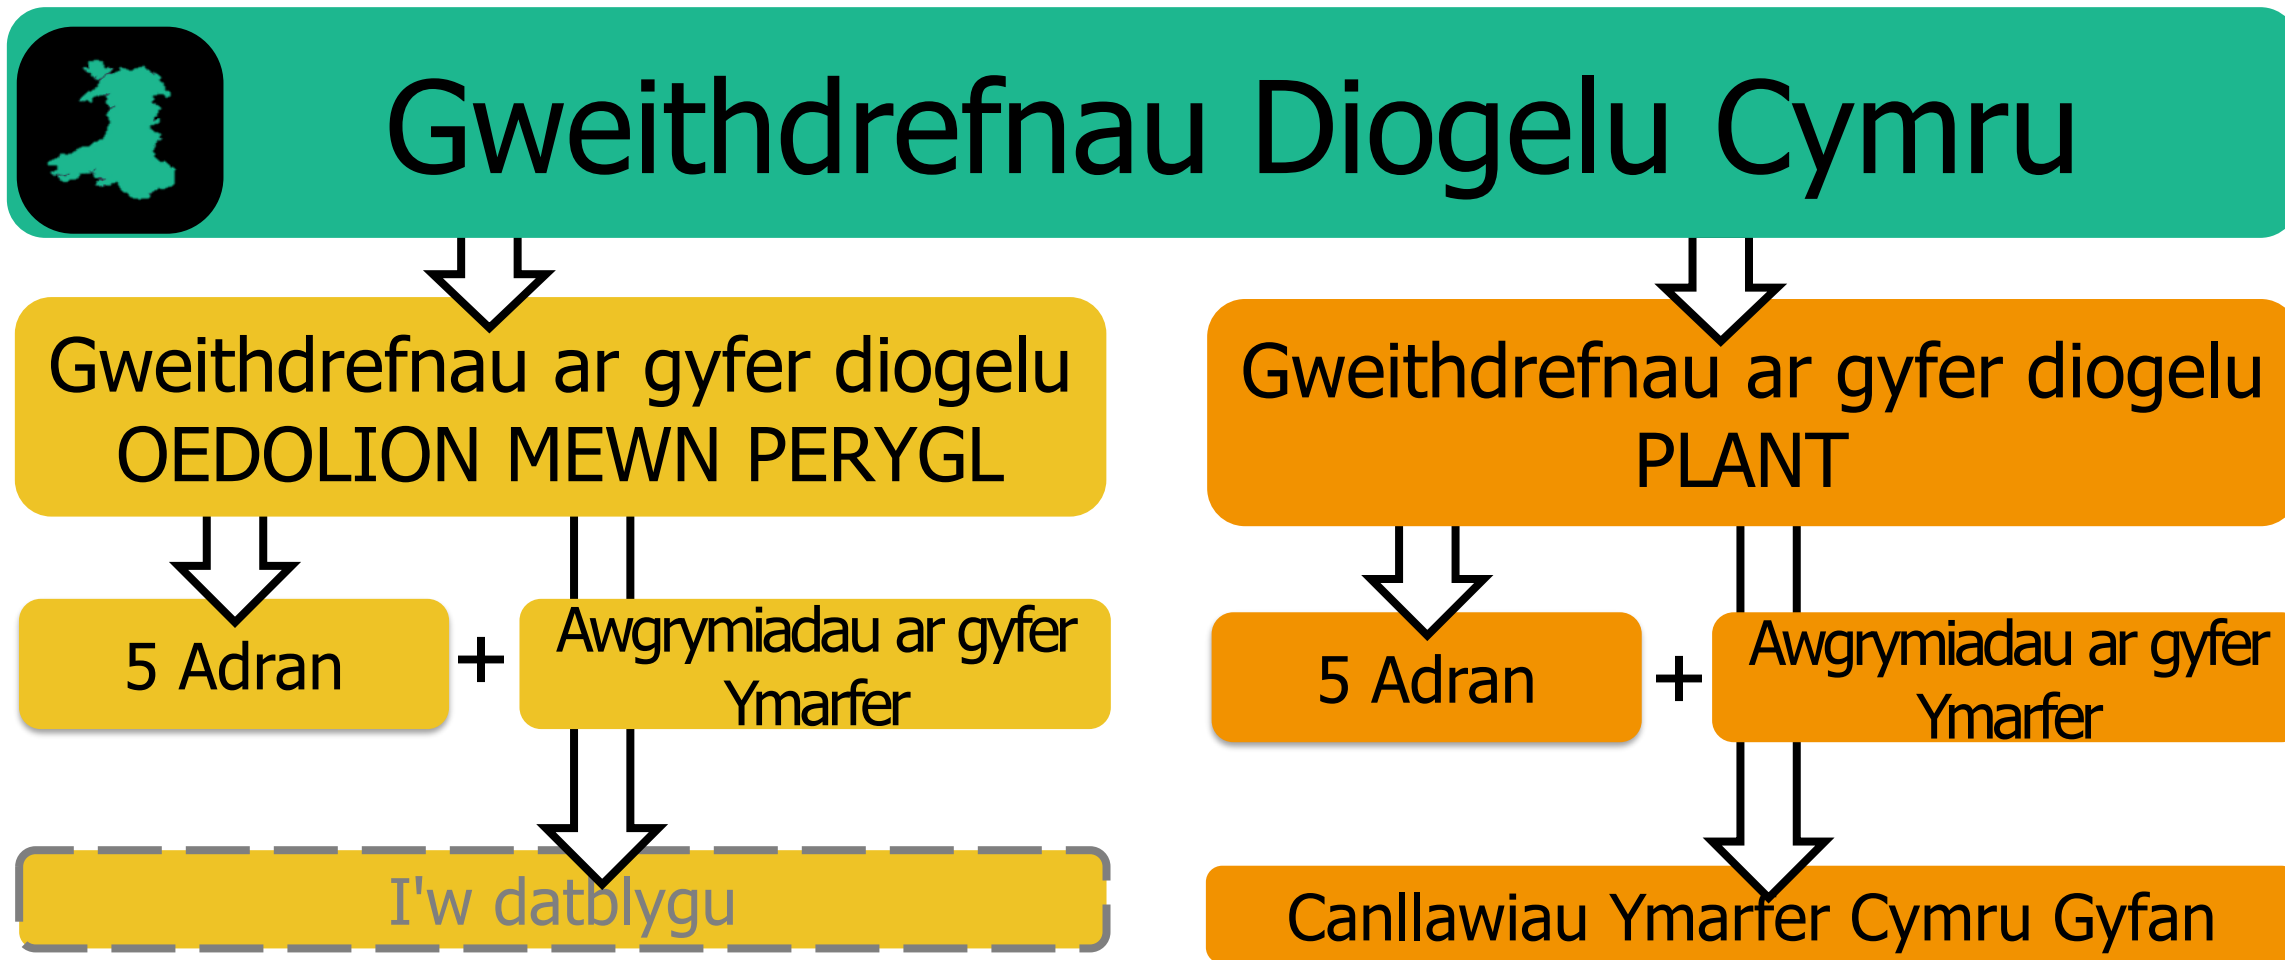 Gweithdrefnau Diogelu Cymru
Gweithdrefnau ar gyfer diogelu
OEDOLION MEWN PERYGL
Gweithdrefnau ar gyfer diogelu
PLANT
5 Adran
+
Awgrymiadau ar gyfer
Ymarfer
5 Adran
+
Awgrymiadau ar gyfer
Ymarfer
I'w datblygu
Canllawiau Ymarfer Cymru Gyfan